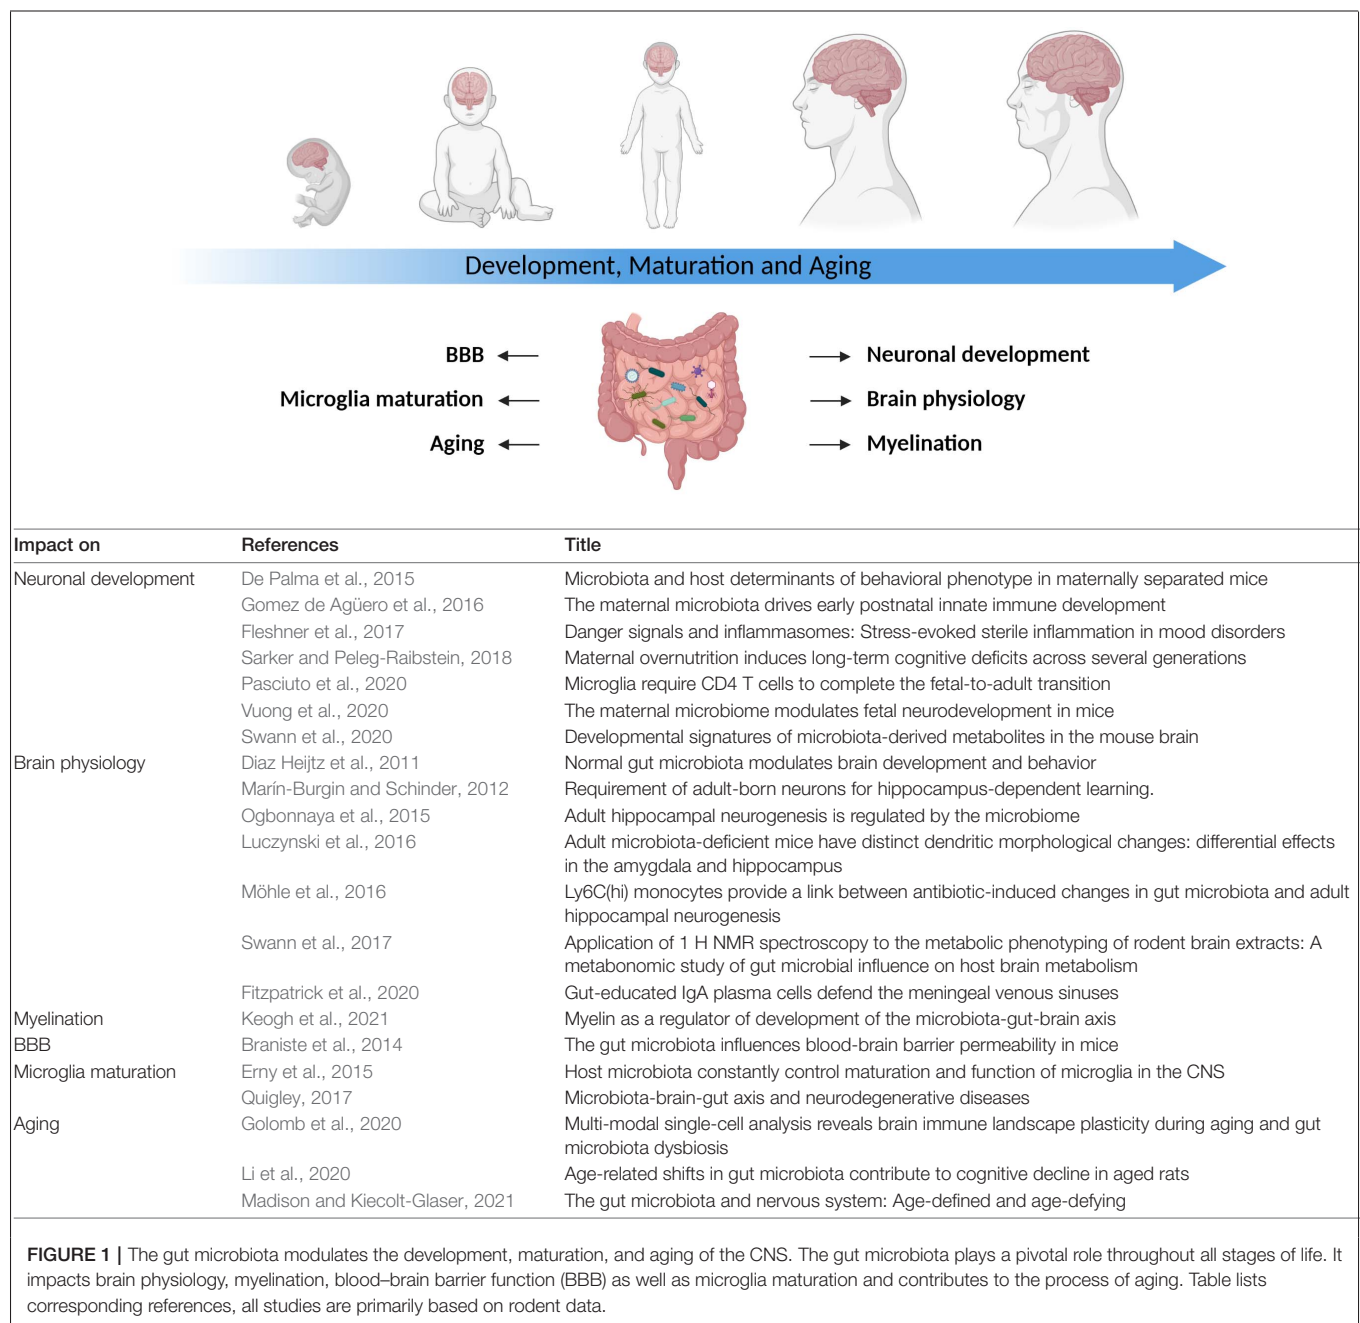 Development, Maturation and Aging
BBB
Microglia maturation
Aging
Neuronal development
Brain physiology
Myelination
Impact on References Title
Neuronal development De Palma et al., 2015 Microbiota and host determinants of behavioral phenotype in maternally separated mice
Gomez de Agüero et al., 2016 The maternal microbiota drives early postnatal innate immune development
Fleshner et al., 2017 Danger signals and inflammasomes: Stress-evoked sterile inflammation in mood disorders
Sarker and Peleg-Raibstein, 2018 Maternal overnutrition induces long-term cognitive deficits across several generations
Pasciuto et al., 2020 Microglia require CD4 T cells to complete the fetal-to-adult transition
Vuong et al., 2020 The maternal microbiome modulates fetal neurodevelopment in mice
Swann et al., 2020 Developmental signatures of microbiota-derived metabolites in the mouse brain
Brain physiology Diaz Heijtz et al., 2011 Normal gut microbiota modulates brain development and behavior
Marín-Burgin and Schinder, 2012 Requirement of adult-born neurons for hippocampus-dependent learning.
Ogbonnaya et al., 2015 Adult hippocampal neurogenesis is regulated by the microbiome
Luczynski et al., 2016 Adult microbiota-deficient mice have distinct dendritic morphological changes: differential effects
in the amygdala and hippocampus
Möhle et al., 2016 Ly6C(hi) monocytes provide a link between antibiotic-induced changes in gut microbiota and adult
hippocampal neurogenesis
Swann et al., 2017 Application of 1 H NMR spectroscopy to the metabolic phenotyping of rodent brain extracts: A
metabonomic study of gut microbial influence on host brain metabolism
Fitzpatrick et al., 2020 Gut-educated IgA plasma cells defend the meningeal venous sinuses
Myelination Keogh et al., 2021 Myelin as a regulator of development of the microbiota-gut-brain axis
BBB Braniste et al., 2014 The gut microbiota influences blood-brain barrier permeability in mice
Microglia maturation Erny et al., 2015 Host microbiota constantly control maturation and function of microglia in the CNS
Quigley, 2017 Microbiota-brain-gut axis and neurodegenerative diseases
Aging Golomb et al., 2020 Multi-modal single-cell analysis reveals brain immune landscape plasticity during aging and gut
microbiota dysbiosis
Li et al., 2020 Age-related shifts in gut microbiota contribute to cognitive decline in aged rats
Madison and Kiecolt-Glaser, 2021 The gut microbiota and nervous system: Age-defined and age-defying
FIGURE 1 | The gut microbiota modulates the development, maturation, and aging of the CNS. The gut microbiota plays a pivotal role throughout all stages of life. It
impacts brain physiology, myelination, blood–brain barrier function (BBB) as well as microglia maturation and contributes to the process of aging. Table lists
corresponding references, all studies are primarily based on rodent data.